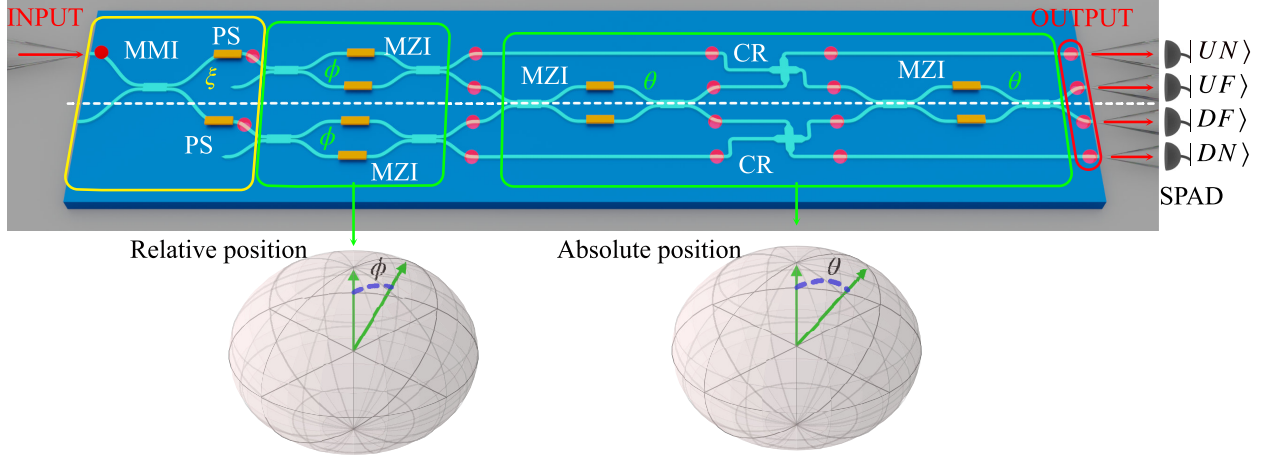 INPUT
OUTPUT
MMI
PS
ξ
PS
MZI
ϕ
ϕ
MZI
MZI
θ
CR
CR
MZI
θ
| UN ⟩
| UF ⟩
| DF ⟩
| DN ⟩
SPAD
Relative position
ϕ
Absolute position
θ